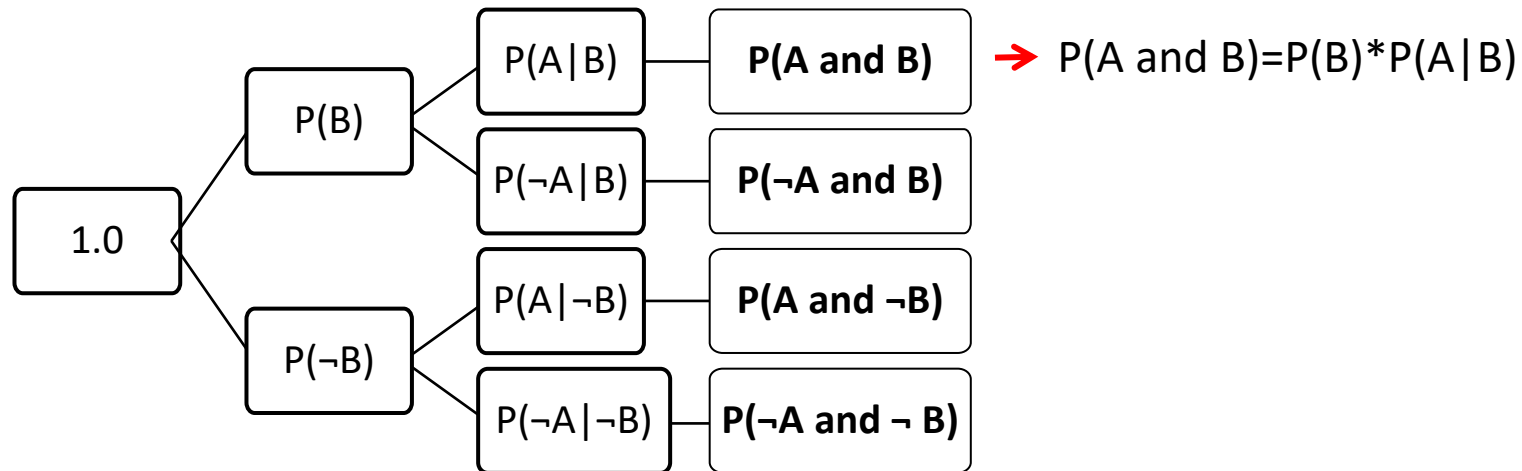 P(A|B)
P(A and B)
P(A and B)=P(B)*P(A|B)
P(B)
P(¬A|B)
P(¬A and B)
1.0
P(A|¬B)
P(A and ¬B)
P(¬B)
P(¬A|¬B)
P(¬A and ¬ B)